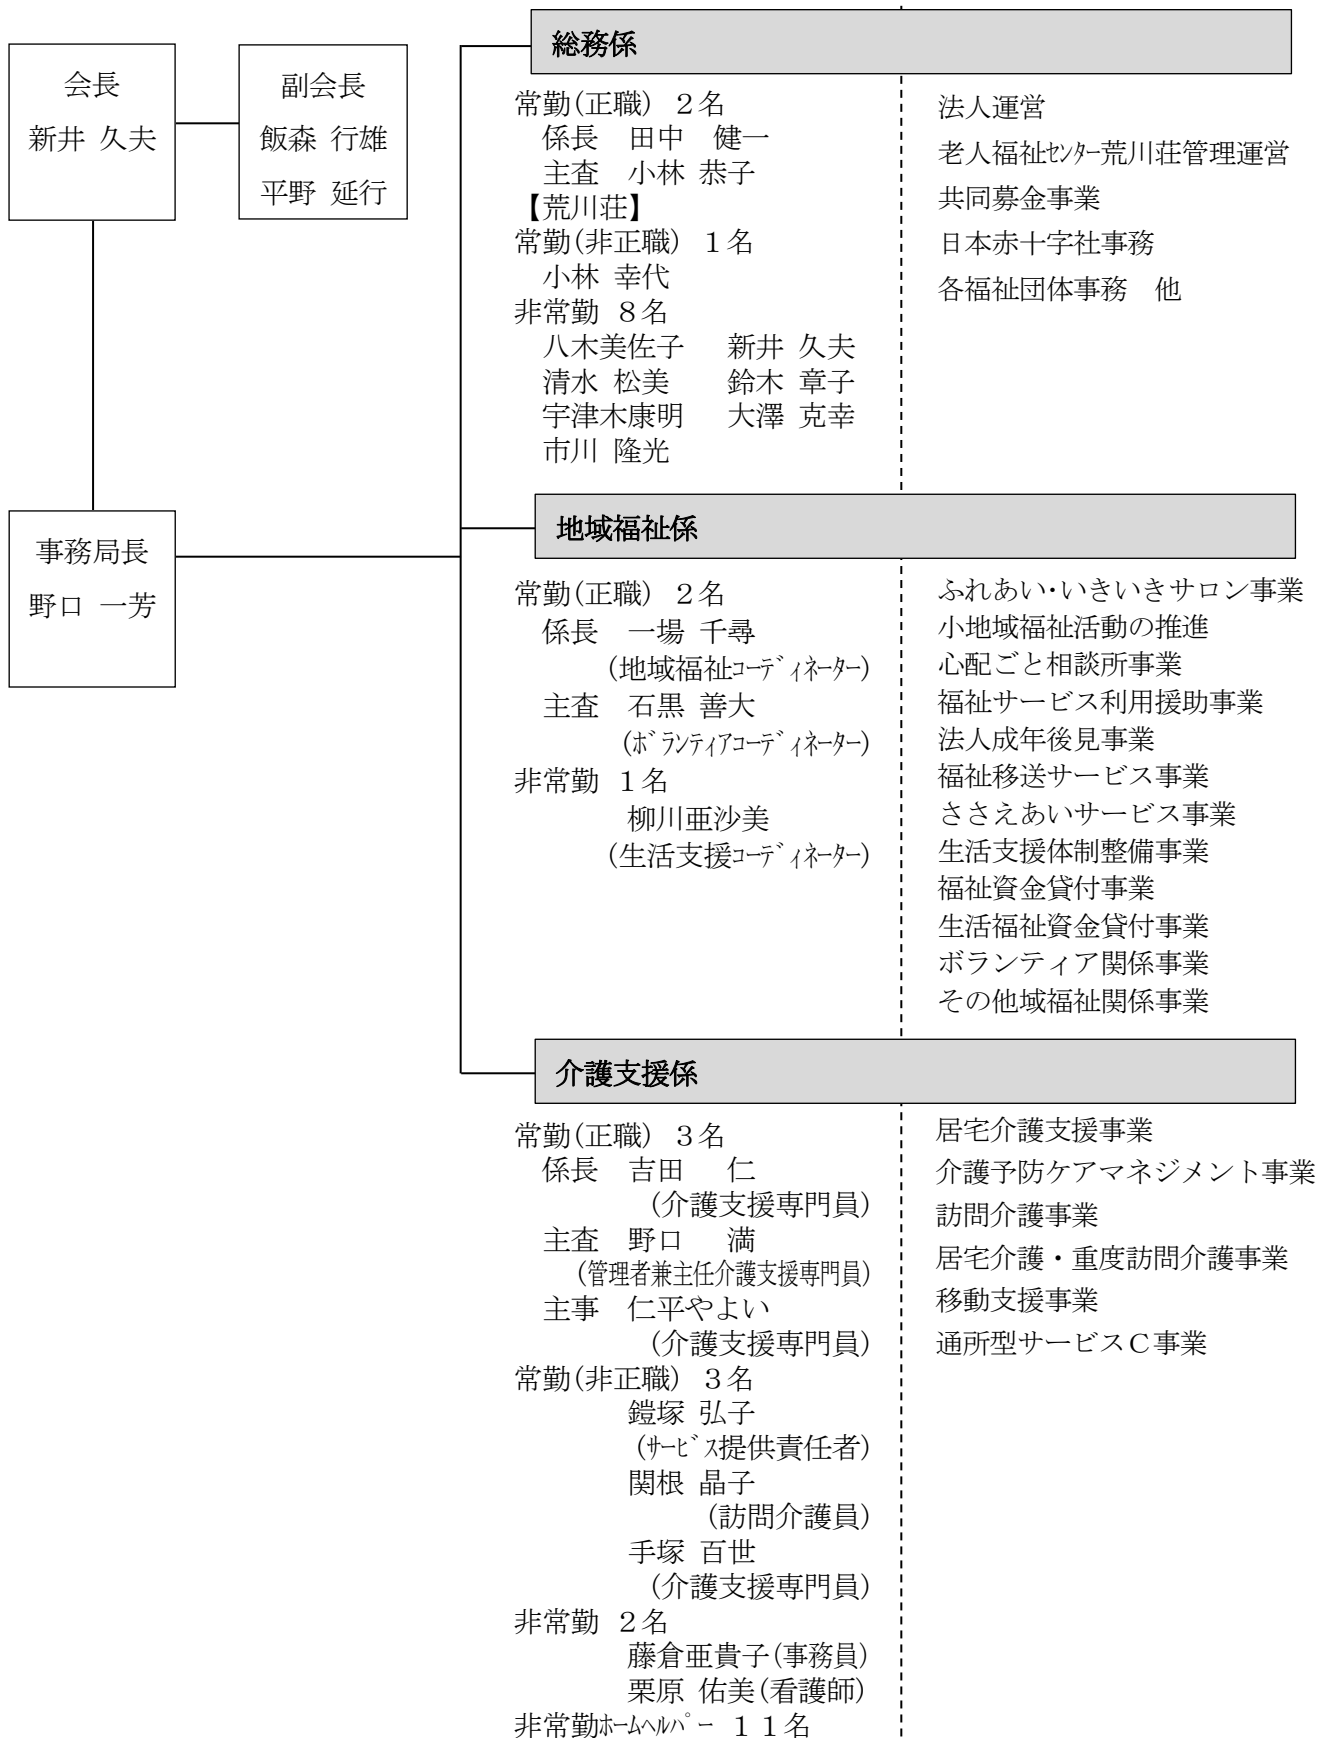 会長
新井 久夫
副会長
飯森 行雄
平野 延行
事務局長
野口 一芳
総務係
常勤(正職) 2名
係長 田中 健一
主査 小林 恭子
【荒川荘】
常勤(非正職) 1名
小林 幸代
非常勤 8名
八木美佐子 新井 久夫
清水 松美 鈴木 章子
宇津木康明 大澤 克幸
市川 隆光
法人運営
老人福祉ｾﾝﾀｰ荒川荘管理運営
共同募金事業
日本赤十字社事務
各福祉団体事務 他
地域福祉係
常勤(正職) 2名
係長 一場 千尋
(地域福祉ｺｰﾃﾞｨﾈｰﾀｰ)
主査 石黒 善大
(ﾎﾞﾗﾝﾃｨｱｺｰﾃﾞｨﾈｰﾀｰ)
非常勤 1名
柳川亜沙美
(生活支援ｺｰﾃﾞｨﾈｰﾀｰ)
ふれあい･いきいきサロン事業
小地域福祉活動の推進
心配ごと相談所事業
福祉サービス利用援助事業
法人成年後見事業
福祉移送サービス事業
ささえあいサービス事業
生活支援体制整備事業
福祉資金貸付事業
生活福祉資金貸付事業
ボランティア関係事業
その他域福祉関係事業
介護支援係
常勤(正職) 3名
係長 吉田 仁
(介護支援専門員)
主査 野口 満
(管理者兼主任介護支援専門員)
主事 仁平やよい
(介護支援専門員)
常勤(非正職) 3名
鎧塚 弘子
(ｻｰﾋﾞｽ提供責任者)
関根 晶子
(訪問介護員)
手塚 百世
(介護支援専門員)
非常勤 2名
藤倉亜貴子(事務員)
栗原 佑美(看護師)
非常勤ﾎｰﾑﾍﾙﾊﾟｰ 11名
居宅介護支援事業
介護予防ケアマネジメント事業
訪問介護事業
居宅介護・重度訪問介護事業
移動支援事業
通所型サービスC事業